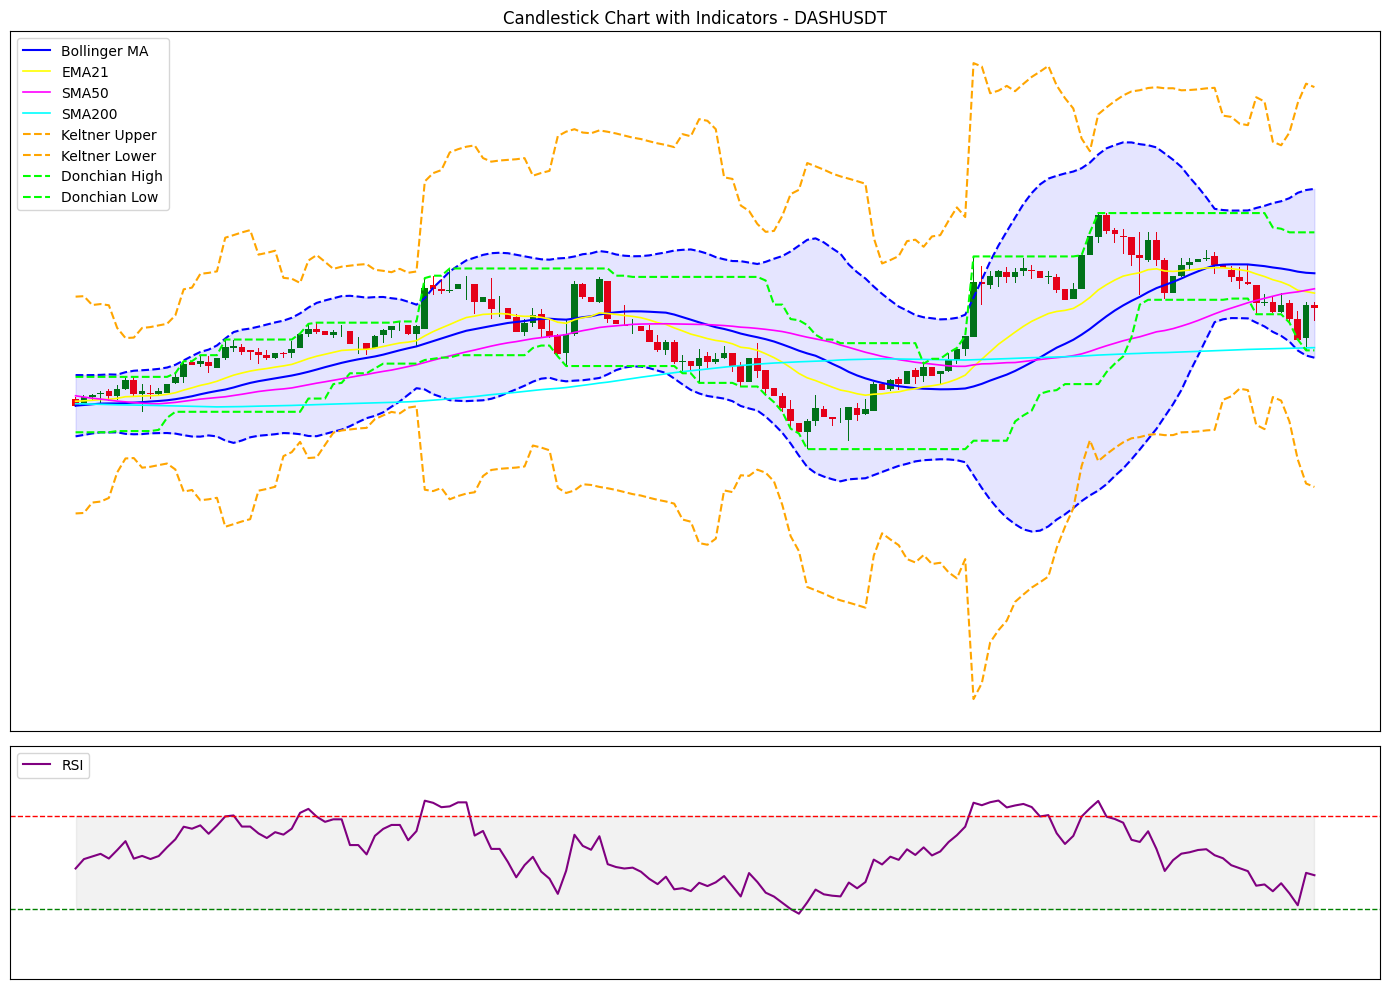 Candlestick Chart with Indicators - DASHUSDT
Bollinger MA
EMA21
SMA50
SMA200
Keltner Upper
Keltner Lower
Donchian High
Donchian Low
RSI